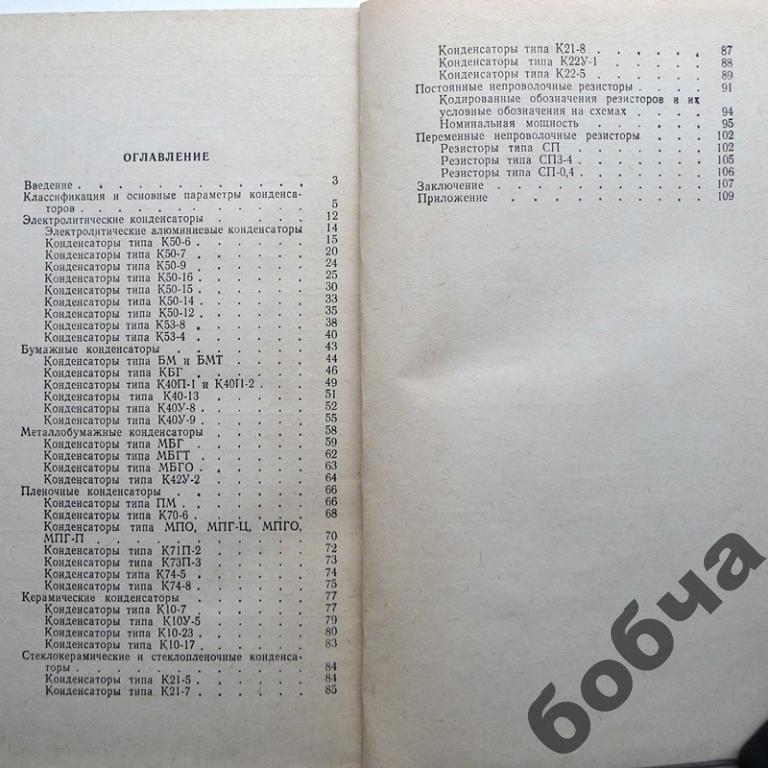 ОГЛАВЛЕНИЕ
Введение . . . . . . . . . . . 3
Классификация и основные параметры конденса-
торов . . . . . . . . . . . 5
Электролитические конденсаторы . . . . . 12
Электролитические алюминиевые конденсаторы 14
Конденсаторы типа К50-6 . . . . . . 15
Конденсаторы типа К50-7 . . . . . . 20
Конденсаторы типа К50-9 . . . . . . 24
Конденсаторы типа К50-16 . . . . . . 25
Конденсаторы типа К50-15 . . . . . . 30
Конденсаторы типа К50-14 . . . . . . 33
Конденсаторы типа К50-12 . . . . . . 35
Конденсаторы типа К53-8 . . . . . . 38
Конденсаторы типа К53-4 . . . . . . 40
Бумажные конденсаторы . . . . . . . 43
Конденсаторы типа БМ и БМТ . . . . 44
Конденсаторы типа КБГ . . . . . . 46
Конденсаторы типа К40П-1 и К40П-2 . . . 49
Конденсаторы типа К40-13 . . . . . . 51
Конденсаторы типа К40У-8 . . . . . . 52
Конденсаторы типа К40У-9 . . . . . . 55
Металлобумажные конденсаторы . . . . . 58
Конденсаторы типа МБГ . . . . . . 59
Конденсаторы типа МБГТ . . . . . . 62
Конденсаторы типа МБГО . . . . . . 63
Конденсаторы типа К42У-2 . . . . . . 64
Пленочные конденсаторы . . . . . . . 66
Конденсаторы типа ПМ . . . . . . . 66
Конденсаторы типа К70-6 . . . . . . 68
Конденсаторы типа МПО, МПГ-Ц, МПГО,
МПГ-П . . . . . . . . . . . 70
Конденсаторы типа К71П-2 . . . . . . 72
Конденсаторы типа К73П-3 . . . . . . 73
Конденсаторы типа К74-5 . . . . . . 74
Конденсаторы типа К74-8 . . . . . . 75
Керамические конденсаторы . . . . . . 77
Конденсаторы типа К10-7 . . . . . . 77
Конденсаторы типа К10У-5 . . . . . . 79
Конденсаторы типа К10-23 . . . . . . 80
Конденсаторы типа К10-17 . . . . . . 83
Стеклокерамические и стеклопленочные конденса-
торы . . . . . . . . . . . 84
Конденсаторы типа К21-5 . . . . . . 84
Конденсаторы типа К21-7 . . . . . . 85
Конденсаторы типа К21-8 . . . . . 87
Конденсаторы типа К22У-1 . . . . . 88
Конденсаторы типа К22-5 . . . . . 89
Постоянные непроволочные резисторы . . . . 91
Кодированные обозначения резисторов и их
условные обозначения на схемах . . . . 94
Номинальная мощность . . . . . . 95
Переменные непроволочные резисторы . . . . 102
Резисторы типа СП . . . . . . . 102
Резисторы типа СП3-4 . . . . . . 105
Резисторы типа СП-0,4 . . . . . . 106
Заключение . . . . . . . . . . 107
Приложение . . . . . . . . . . 109
бобча